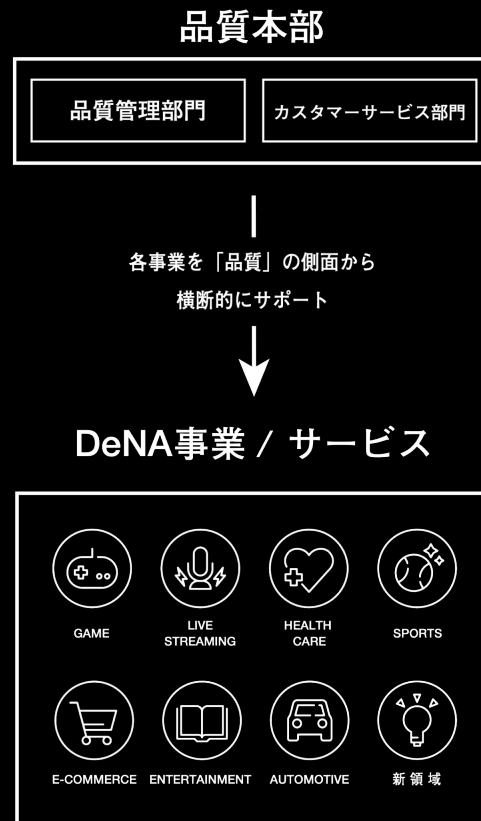 品質本部
品質管理部門
カスタマーサービス部門
各事業を「品質」の側面から
横断的にサポート
DeNA事業 / サービス
GAME
LIVE
STREAMING
HEALTH
CARE
SPORTS
E-COMMERCE
ENTERTAINMENT
AUTOMOTIVE
新領域